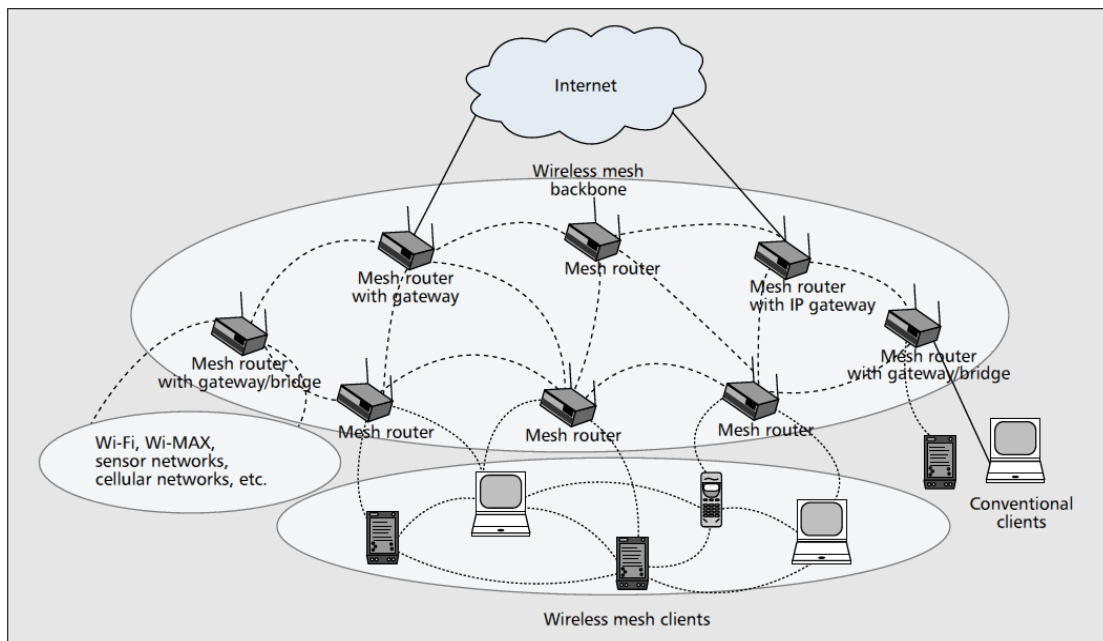 Internet
Wireless mesh
backbone
Mesh router
with gateway
Mesh router
Mesh router
with IP gateway
Mesh router
with gateway/bridge
Mesh router
with gateway/bridge
Mesh router
Mesh router
Mesh router
Wi-Fi, Wi-MAX,
sensor networks,
cellular networks, etc.
Conventional
clients
Wireless mesh clients